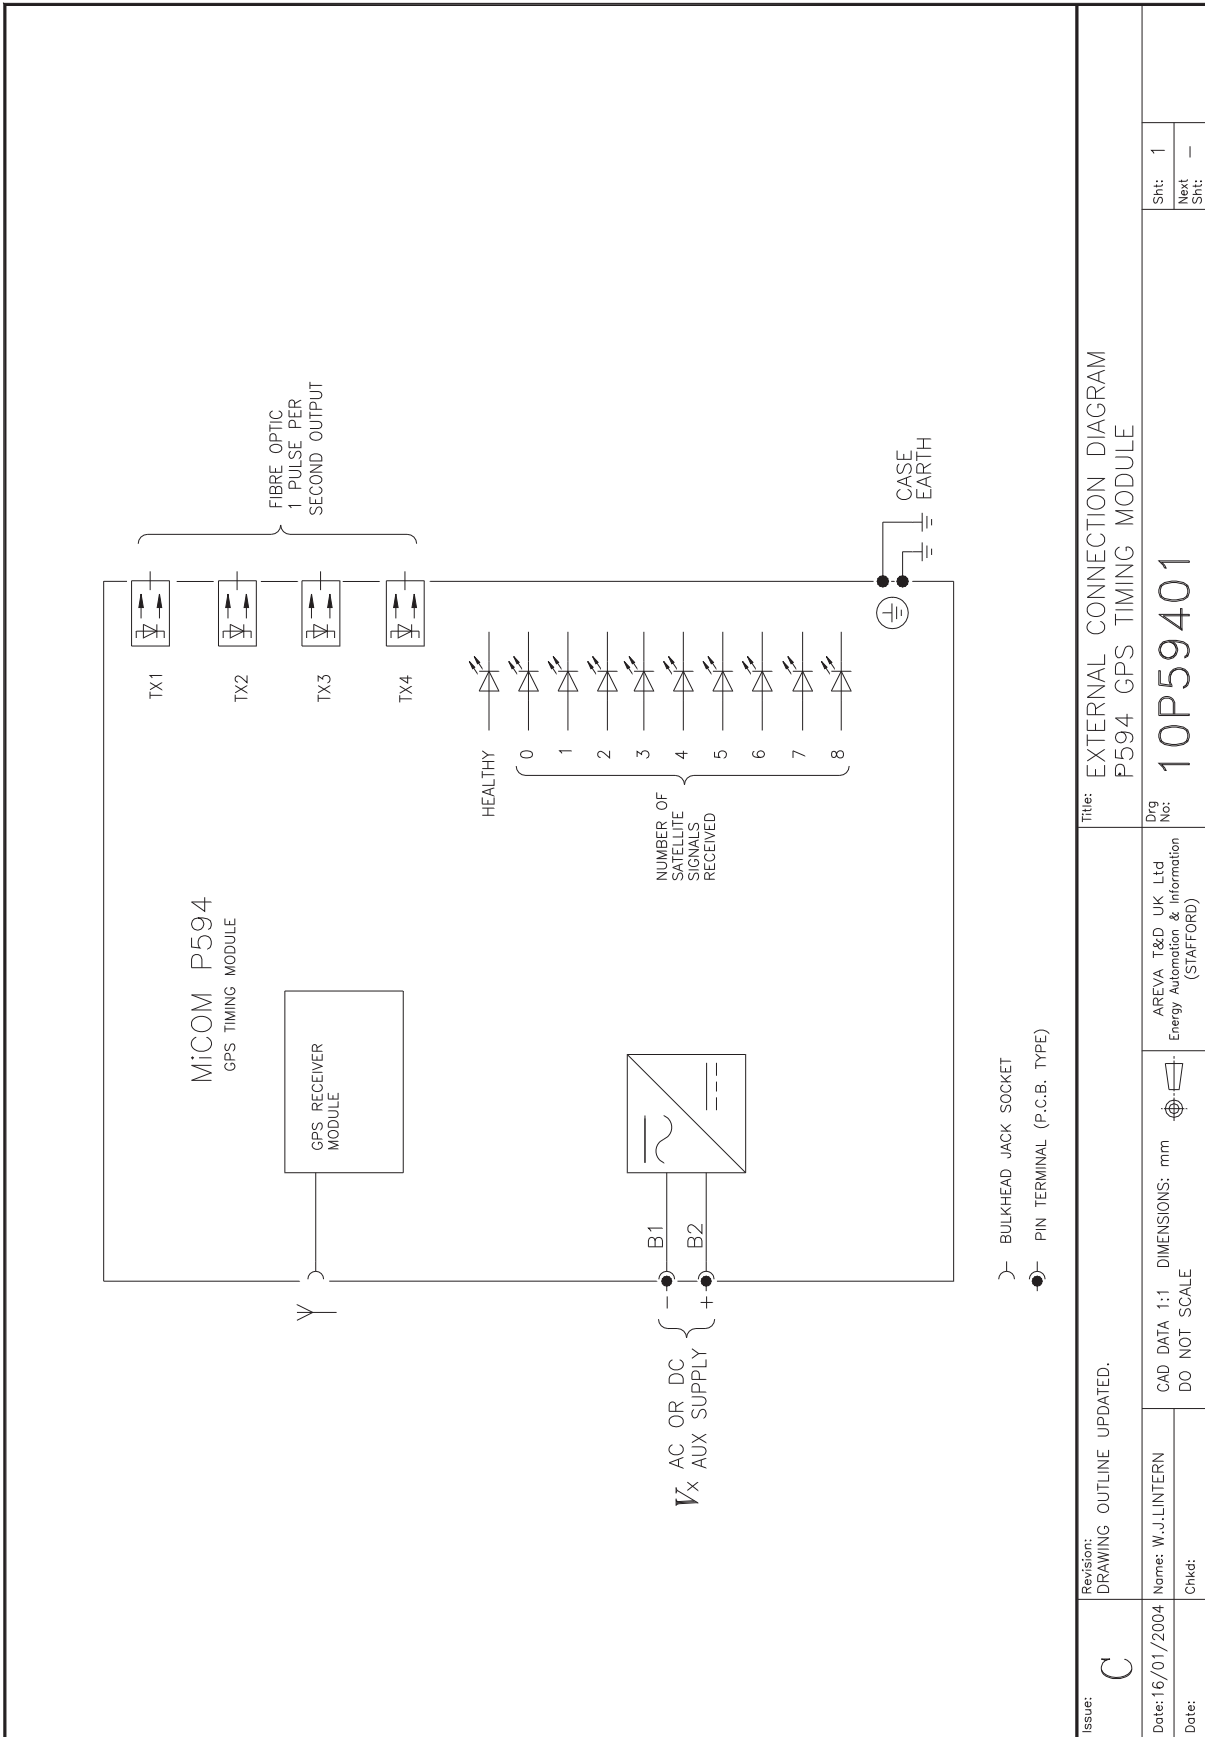 MiCOM P594
GPS TIMING MODULE
GPS RECEIVER
MODULE
TX1
TX2
TX3
TX4
FIBRE OPTIC
1 PULSE PER
SECOND OUTPUT
HEALTHY
0
1
2
3
4
5
6
7
8
NUMBER OF
SATELLITE
SIGNALS
RECEIVED
Vx AC OR DC
AUX SUPPLY
−
+
B1
B2
CASE
EARTH
BULKHEAD JACK SOCKET
PIN TERMINAL (P.C.B. TYPE)
Issue:
C
Revision:
DRAWING OUTLINE UPDATED.
Title:
EXTERNAL CONNECTION DIAGRAM
P594 GPS TIMING MODULE
Date: 16/01/2004
Name: W.J.LINTERN
Date:
Chkd:
CAD DATA 1:1 DIMENSIONS: mm
DO NOT SCALE
AREVA T&D UK Ltd
Energy Automation & Information
(STAFFORD)
Drg
No:
10P59401
Sht: 1
Next
Sht: −